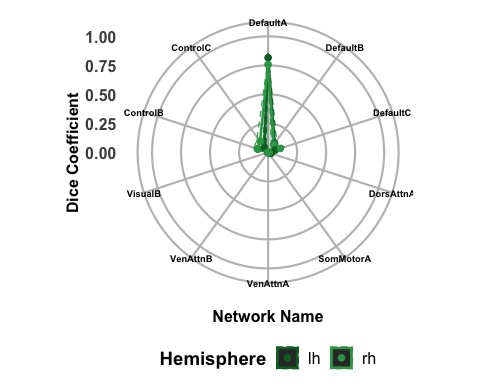 DefaultA
1.00
ControlC
DefaultB
0.75
0.50
ControlB
DefaultC
0.25
0.00
Dice Coefficient
VisualB
DorsAttnA
VenAttnB
SomMotorA
VenAttnA
Network Name
Hemisphere lh rh